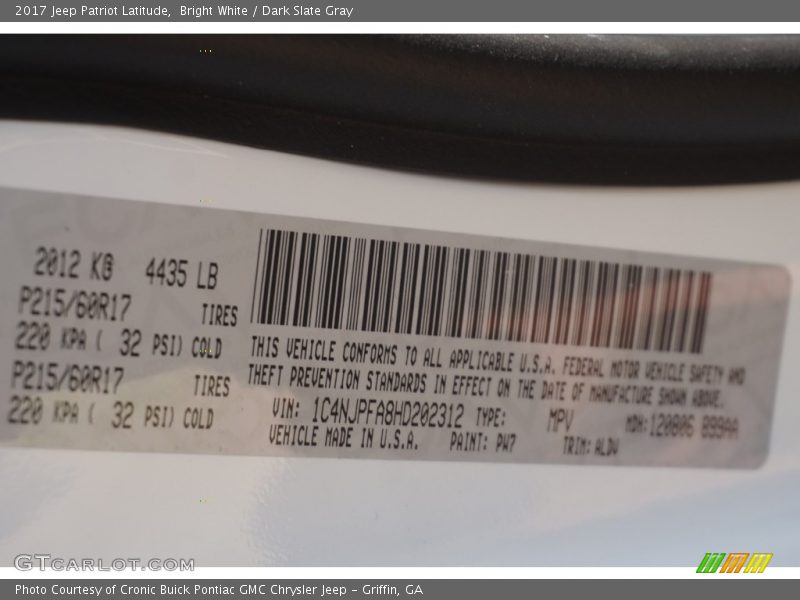 2017 Jeep Patriot Latitude,  Bright White / Dark Slate Gray
2012 KG 4435 LB
P215/60R17 TIRES
220 KPA ( 32 PSI) COLD
P215/60R17 TIRES
220 KPA ( 32 PSI) COLD
THIS VEHICLE CONFORMS TO ALL APPLICABLE U.S.A. FEDERAL MOTOR VEHICLE SAFETY AND
THEFT PREVENTION STANDARDS IN EFFECT ON THE DATE OF MANUFACTURE SHOWN ABOVE.
VIN: 1C4NJPFA8HD202312 TYPE: MPV MDH:120806
VEHICLE MADE IN U.S.A. PAINT: PW7 TRIM: ALDV
GTCARLOT.COM
Photo Courtesy of Cronic Buick Pontiac GMC Chrysler Jeep - Griffin, GA